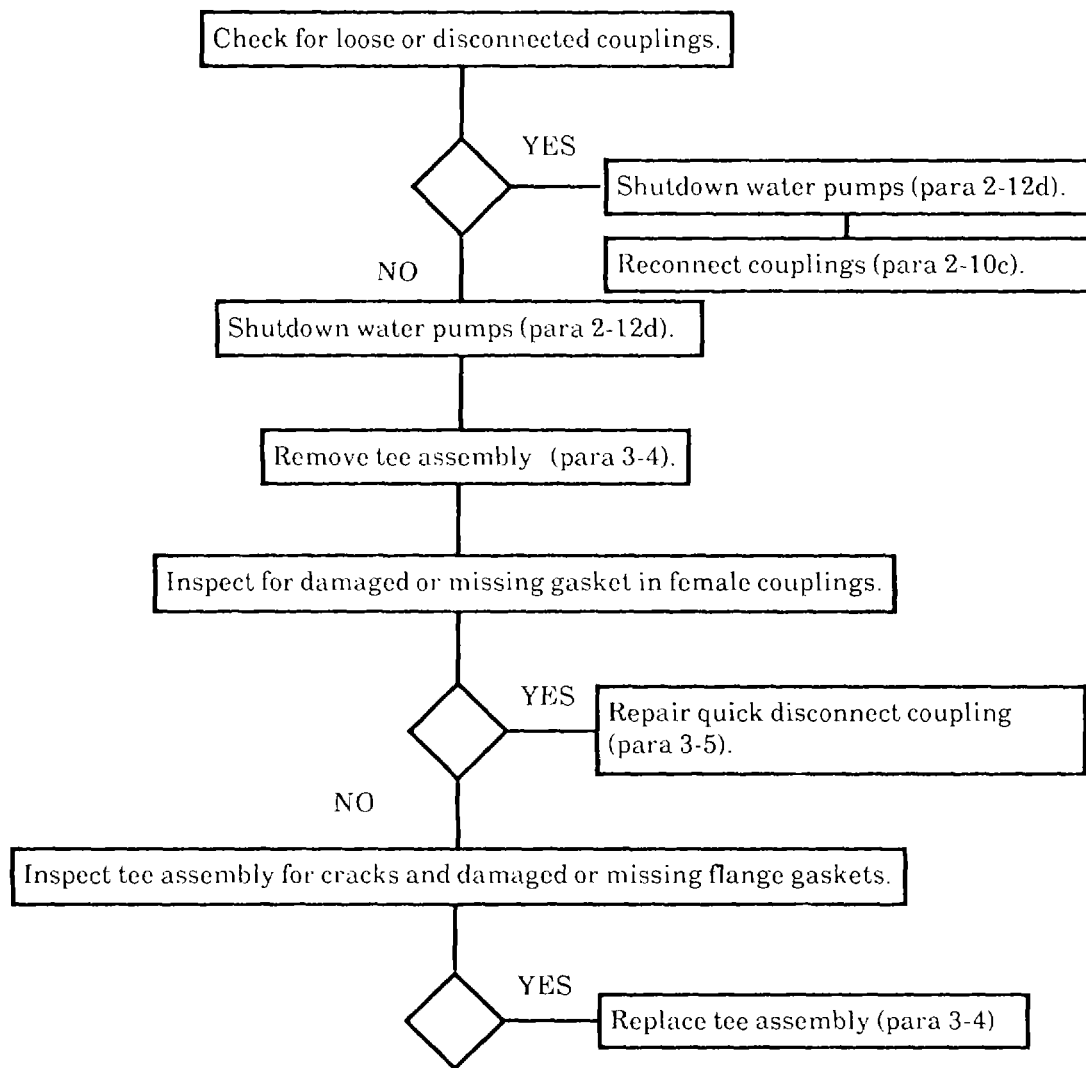 Check for loose or disconnected couplings.
YES
Shutdown water pumps (para 2-12d).
Reconnect couplings (para 2-10c).
NO
Shutdown water pumps (para 2-12d).
Remove tee assembly (para 3-4).
Inspect for damaged or missing gasket in female couplings.
YES
Repair quick disconnect coupling
(para 3-5).
NO
Inspect tee assembly for cracks and damaged or missing flange gaskets.
YES
Replace tee assembly (para 3-4)